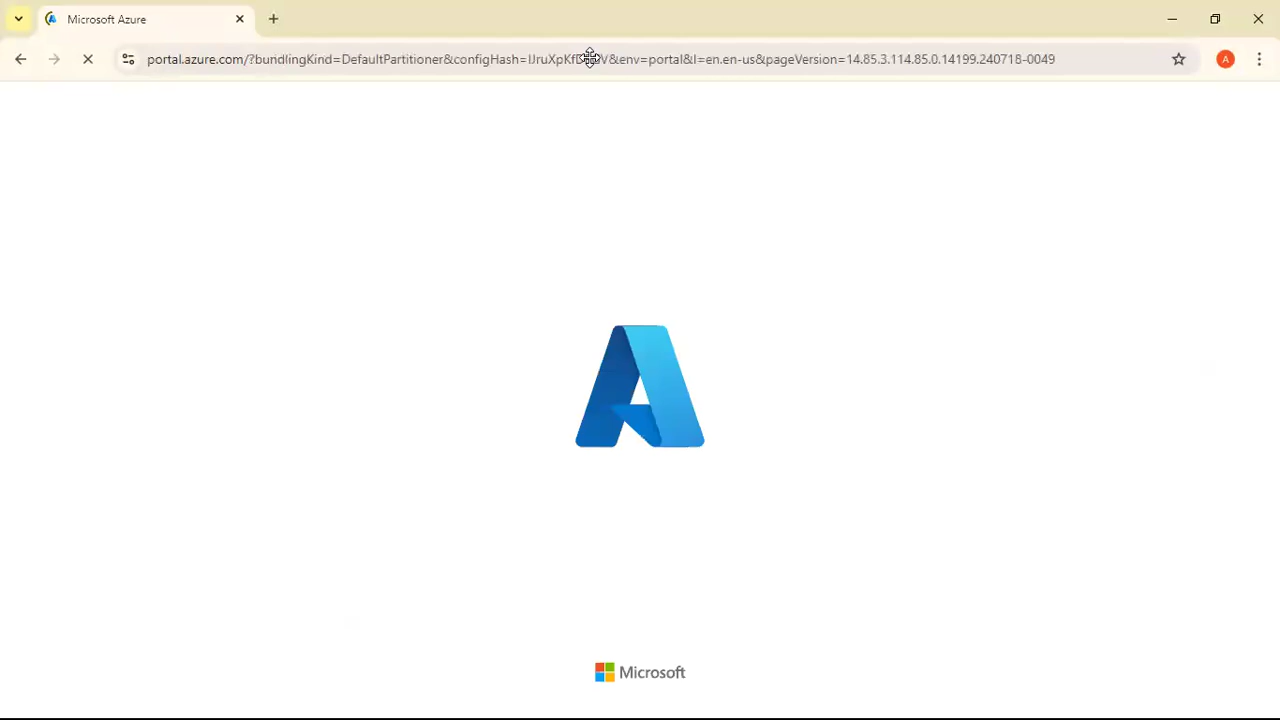 Microsoft Azure
portal.azure.com/?bundlingKind=DefaultPartitioner&configHash= V&env=portal&l=en.en-us&pageVersion=14.85.3.114.85.0.14199.240718-0049
A
Microsoft